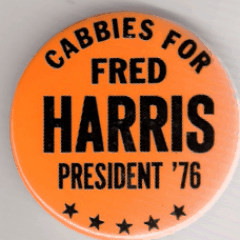 CABBIES FOR
FRED
HARRIS
PRESIDENT '76